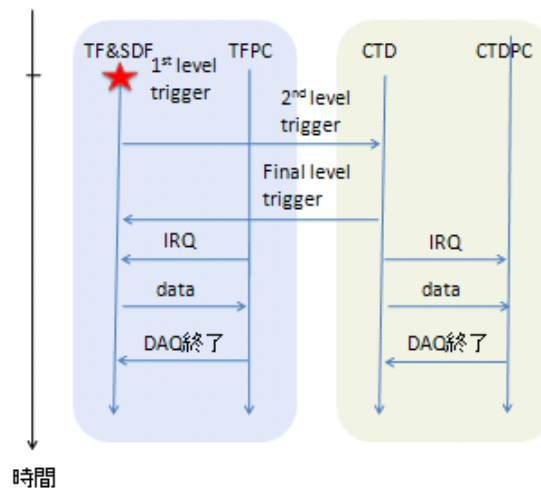 TF&SDF TFPC CTD CTDPC
1st level
trigger
2nd level
trigger
Final level
trigger
IRQ IRQ
data data
DAQ終了 DAQ終了
時間